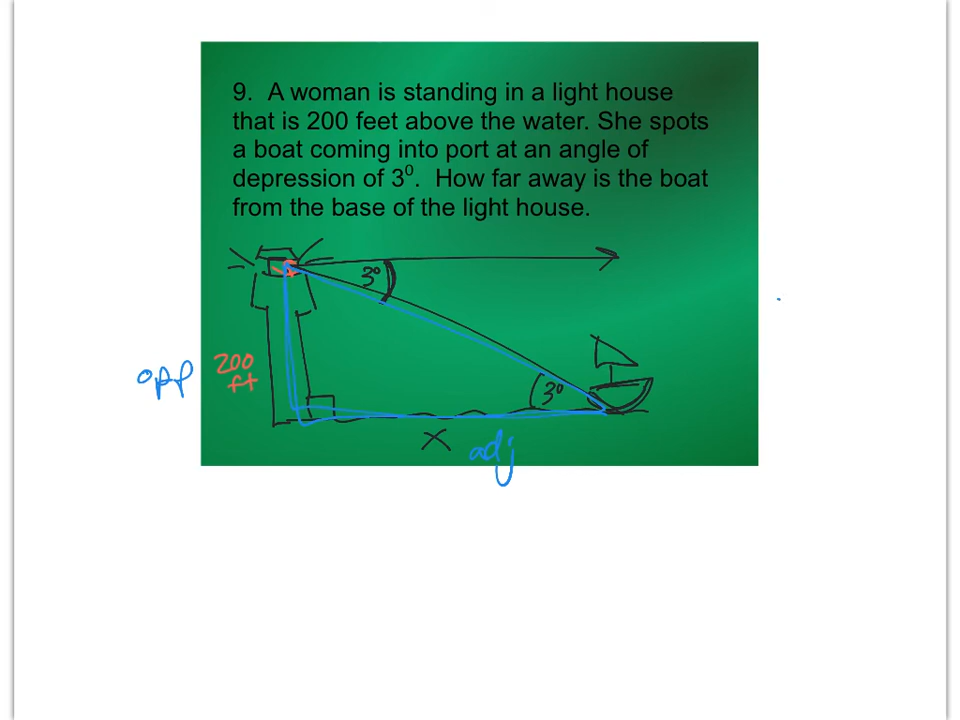 9. A woman is standing in a light house
that is 200 feet above the water. She spots
a boat coming into port at an angle of
depression of 3⁰. How far away is the boat
from the base of the light house.
3°
opp 200
ft
3°
x adj